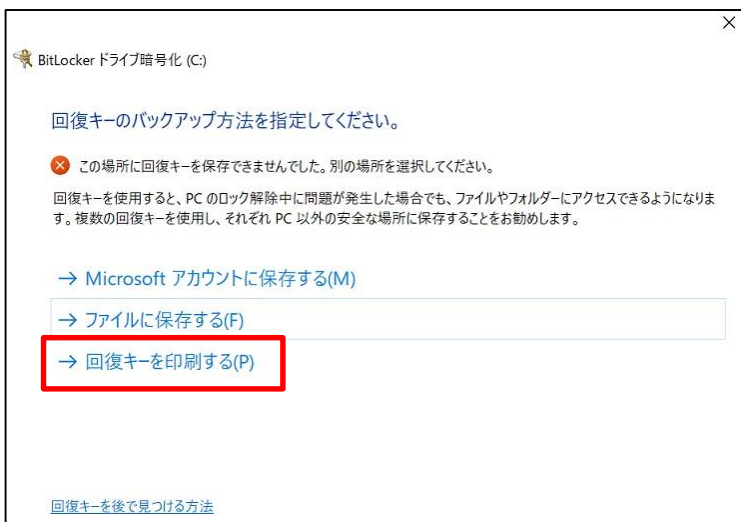 BitLocker ドライブ暗号化 (C:)
回復キーのバックアップ方法を指定してください。
この場所に回復キーを保存できませんでした。別の場所を選択してください。
回復キーを使用すると、PC のロック解除中に問題が発生した場合でも、ファイルやフォルダーにアクセスできるようになりま
す。複数の回復キーを使用し、それぞれ PC 以外の安全な場所に保存することをお勧めします。
→ Microsoft アカウントに保存する(M)
→ ファイルに保存する(F)
→ 回復キーを印刷する(P)
回復キーを後で見つける方法